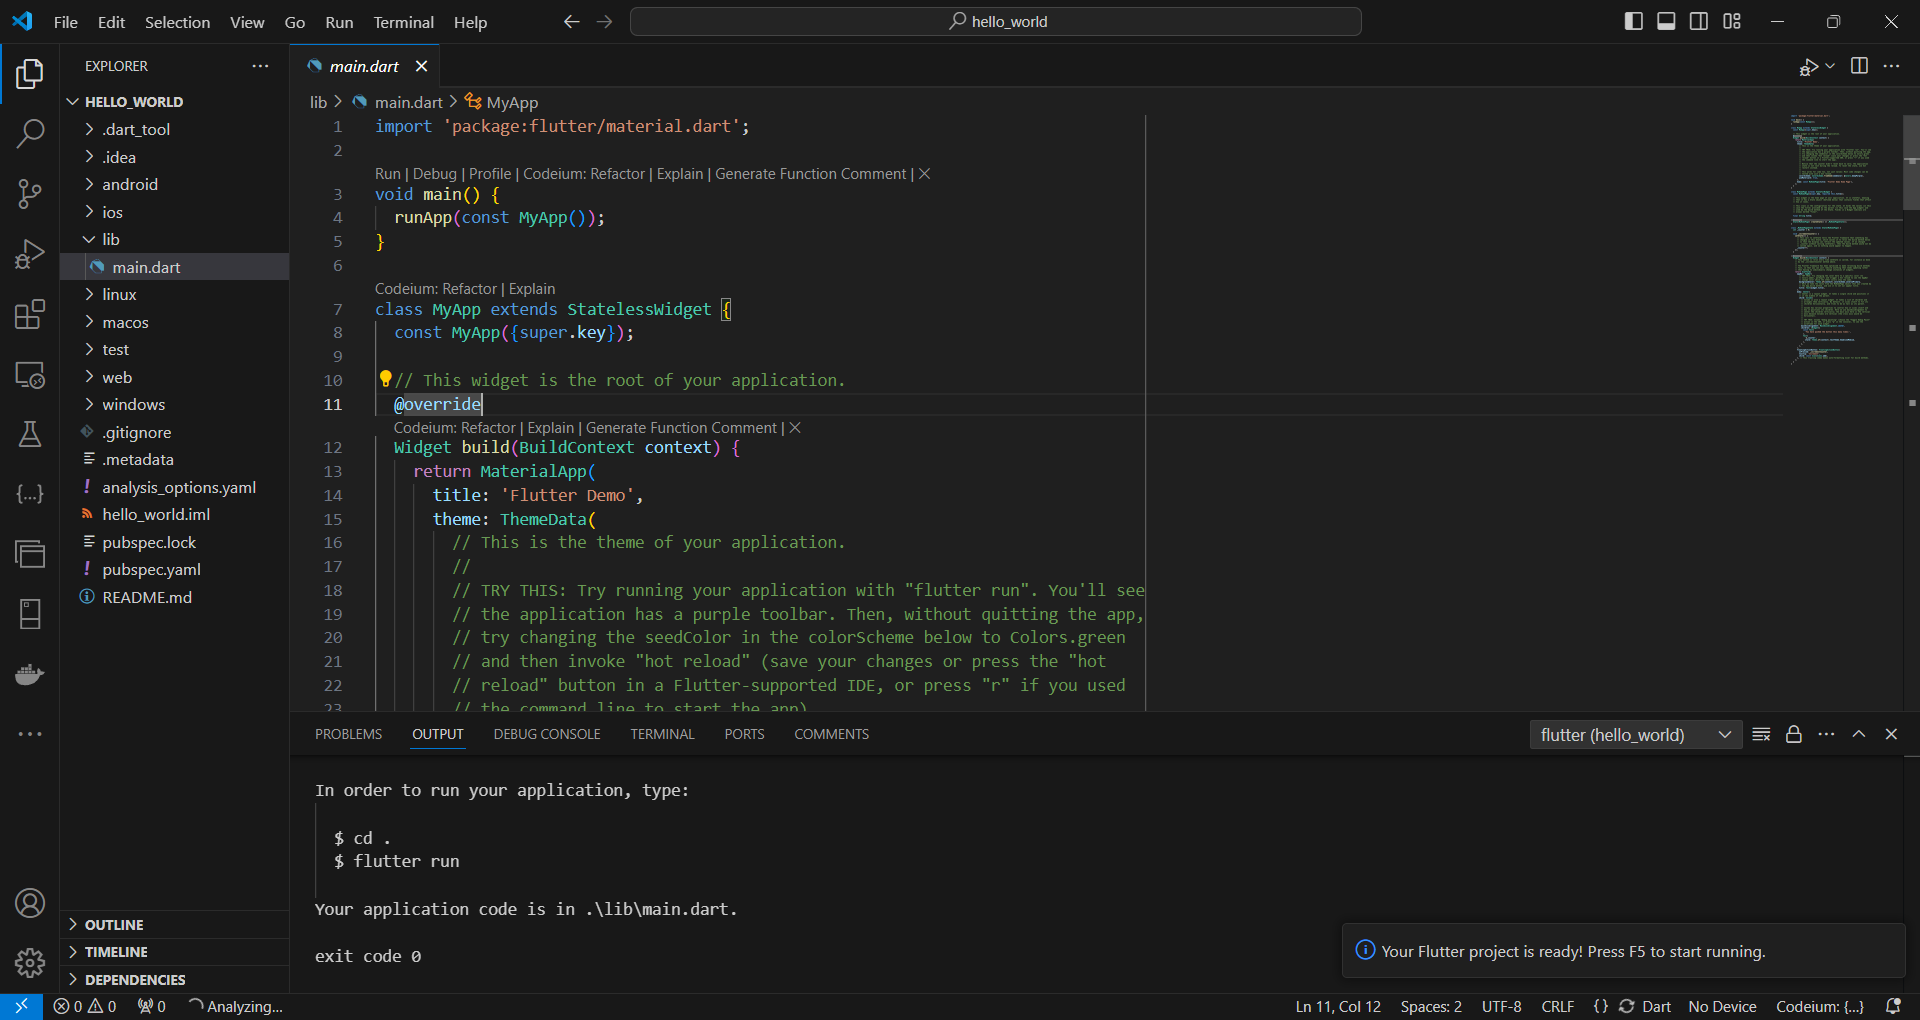 File Edit Selection View Go Run Terminal Help
hello_world
EXPLORER
HELLO_WORLD
.dart_tool
.idea
android
ios
lib
main.dart
linux
macos
test
web
windows
.gitignore
.metadata
analysis_options.yaml
hello_world.iml
pubspec.lock
pubspec.yaml
README.md
OUTLINE
TIMELINE
DEPENDENCIES
main.dart
lib > main.dart > MyApp
1 import 'package:flutter/material.dart';
2
Run | Debug | Profile | Codeium: Refactor | Explain | Generate Function Comment | X
3 void main() {
4 runApp(const MyApp());
5 }
6
Codeium: Refactor | Explain
7 class MyApp extends StatelessWidget {
8 const MyApp({super.key});
9
10 // This widget is the root of your application.
11 @override
Codeium: Refactor | Explain | Generate Function Comment | X
12 Widget build(BuildContext context) {
13 return MaterialApp(
14 title: 'Flutter Demo',
15 theme: ThemeData(
16 // This is the theme of your application.
17 //
18 // TRY THIS: Try running your application with "flutter run". You'll see
19 // the application has a purple toolbar. Then, without quitting the app,
20 // try changing the seedColor in the colorScheme below to Colors.green
21 // and then invoke "hot reload" (save your changes or press the "hot
22 // reload" button in a Flutter-supported IDE, or press "r" if you used
23 // the command line to start the app)
PROBLEMS OUTPUT DEBUG CONSOLE TERMINAL PORTS COMMENTS
flutter (hello_world)
In order to run your application, type:
$ cd .
$ flutter run
Your application code is in .\lib\main.dart.
exit code 0
Your Flutter project is ready! Press F5 to start running.
0 0 0 Analyzing... Ln 11, Col 12 Spaces: 2 UTF-8 CRLF {} Dart No Device Codeium: {...}